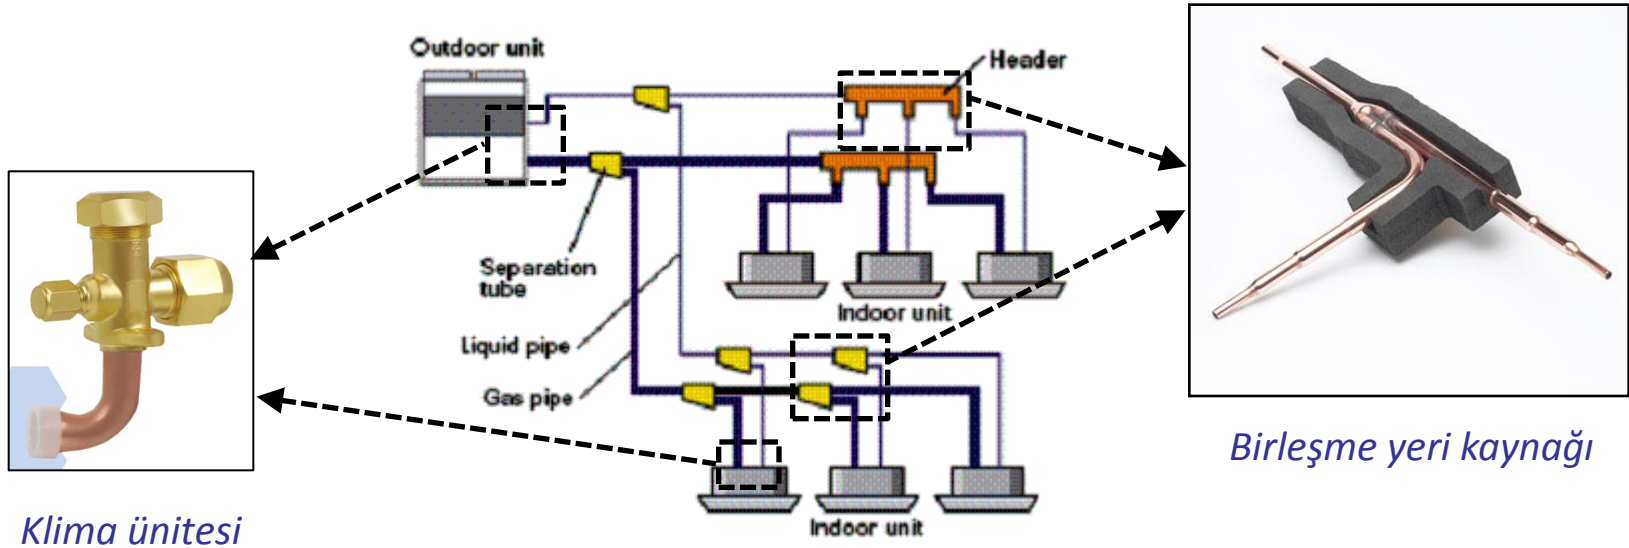 Outdoor unit
Header
Separation
tube
Indoor unit
Liquid pipe
Gas pipe
Birleşme yeri kaynağı
Klima ünitesi
Indoor unit